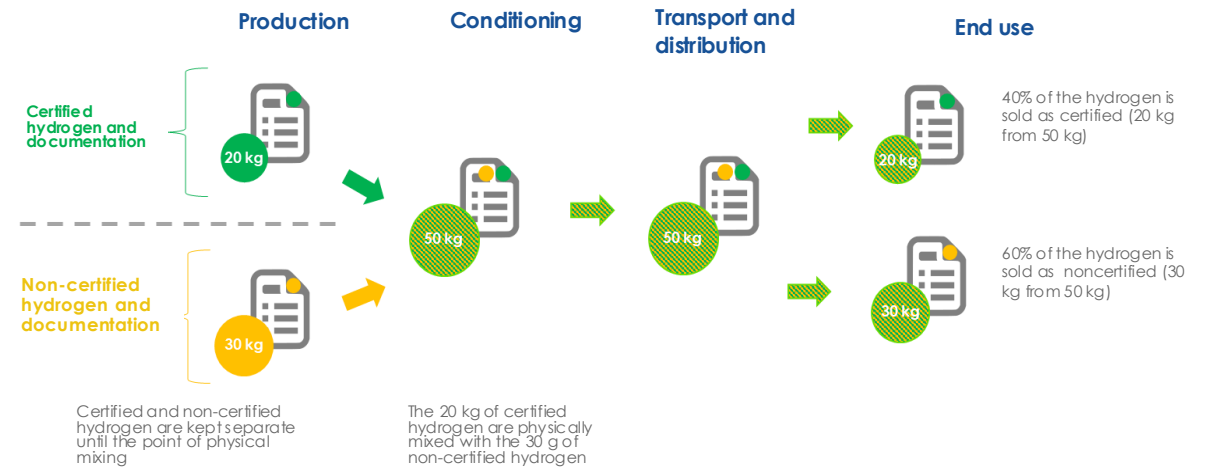 Production
Conditioning
Transport and
distribution
End use
Certified
hydrogen and
documentation
20 kg
Non-certified
hydrogen and
documentation
30 kg
50 kg
50 kg
20 kg
40% of the hydrogen is
sold as certified (20 kg
from 50 kg)
30 kg
60% of the hydrogen is
sold as noncertified (30
kg from 50 kg)
Certified and non-certified
hydrogen are kept separate
until the point of physical
mixing
The 20 kg of certified
hydrogen are physically
mixed with the 30 g of
non-certified hydrogen